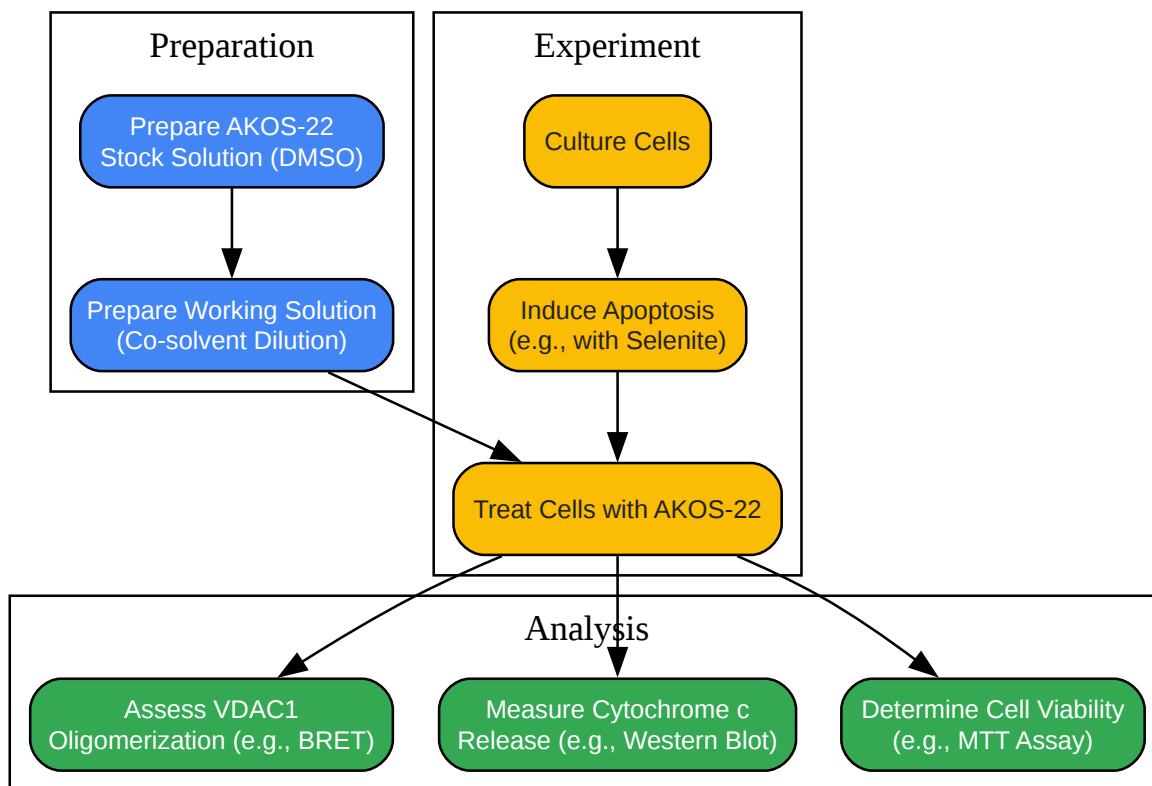 Preparation
Prepare AKOS-22
Stock Solution (DMSO)
Prepare Working Solution
(Co-solvent Dilution)
Experiment
Culture Cells
Induce Apoptosis
(e.g., with Selenite)
Treat Cells with AKOS-22
Analysis
Assess VDAC1
Oligomerization (e.g., BRET)
Measure Cytochrome c
Release (e.g., Western Blot)
Determine Cell Viability
(e.g., MTT Assay)